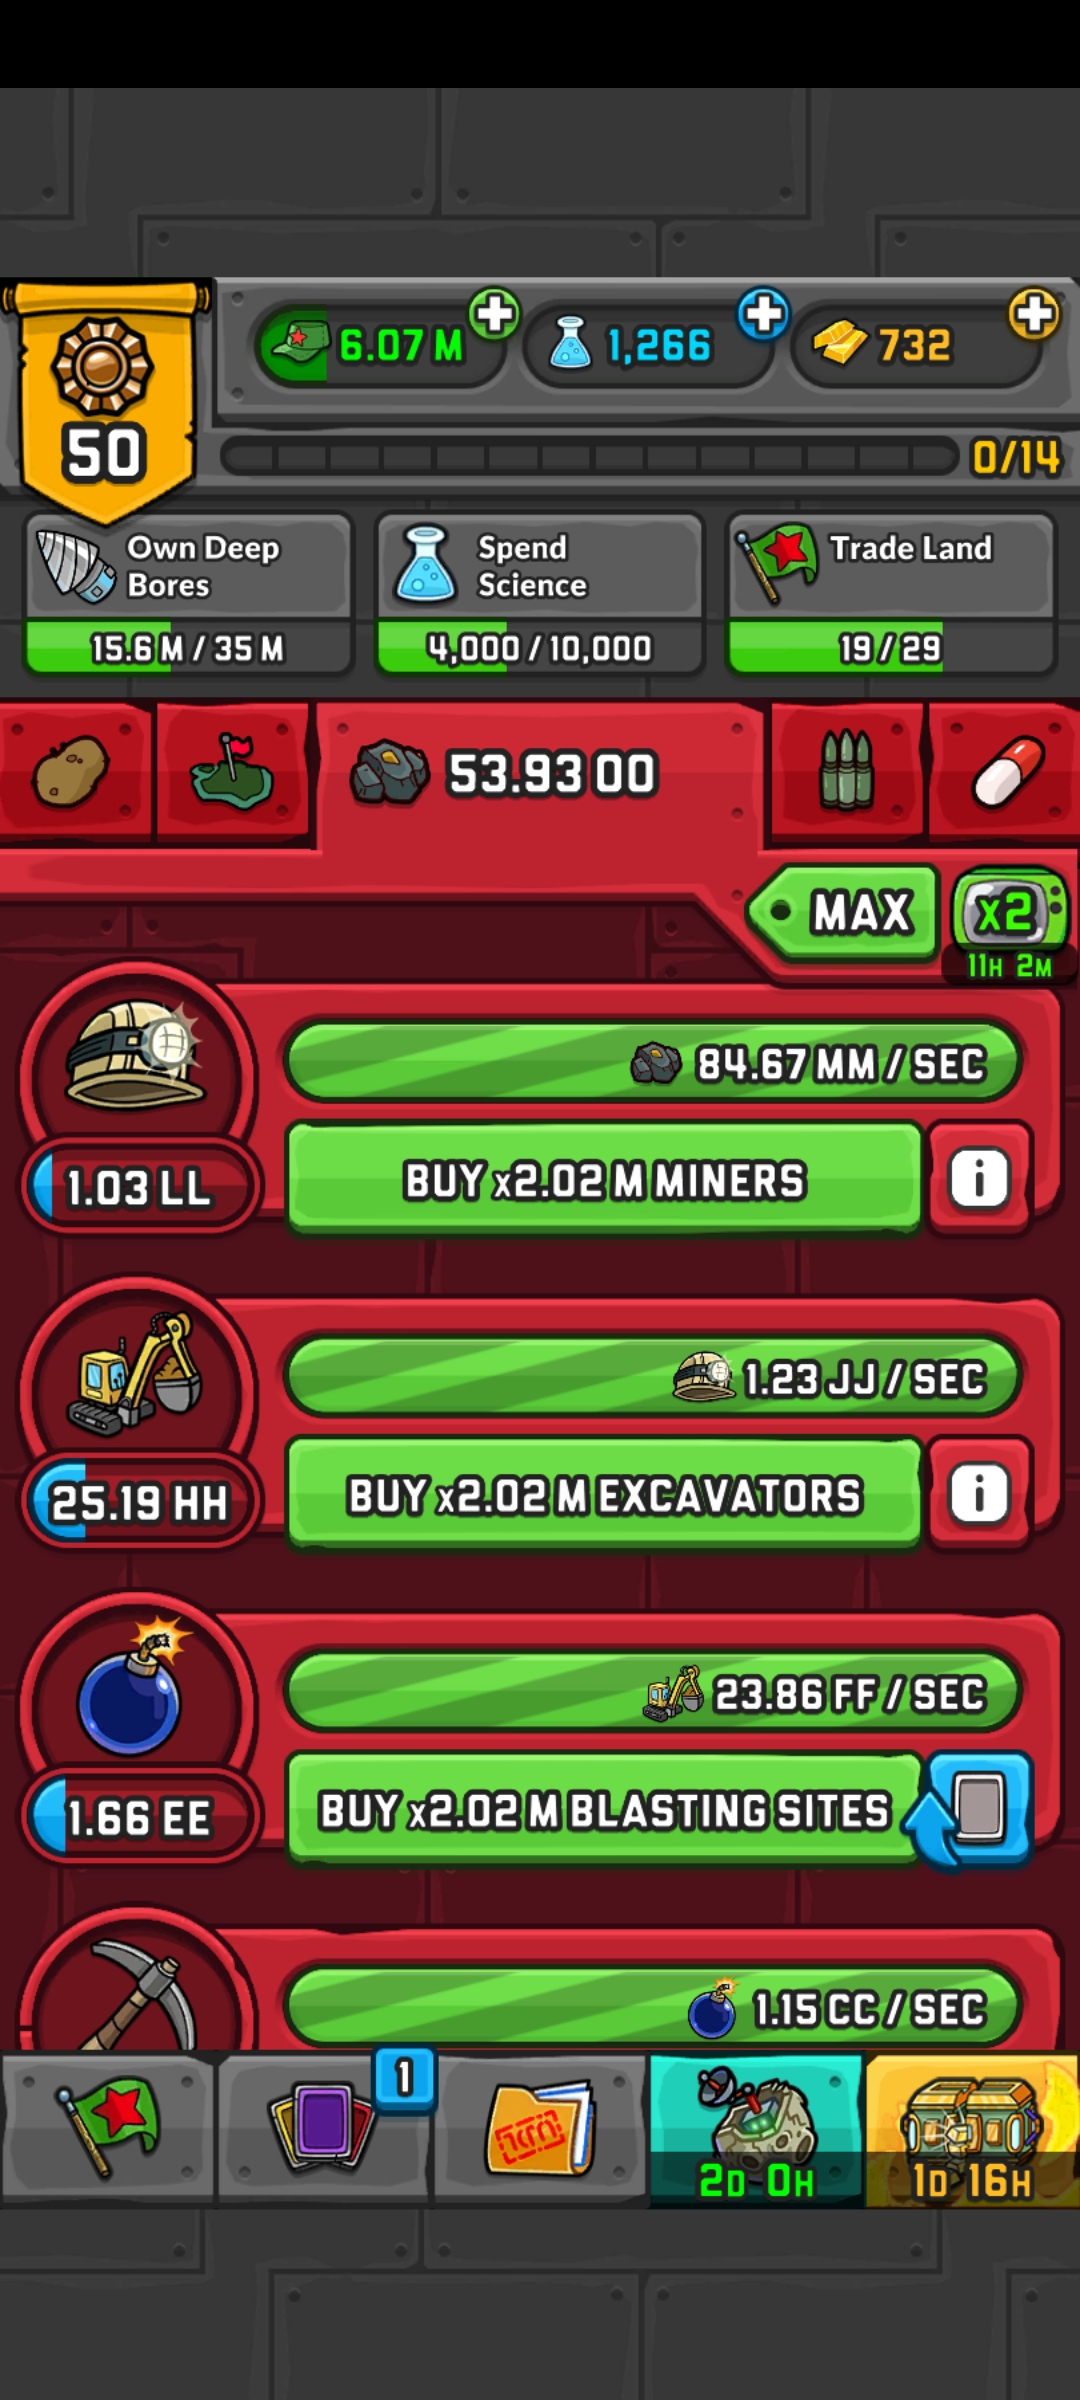 6.07 M
1,266
732
50
0/14
Own Deep Bores
Spend Science
Trade Land
15.6 M / 35 M
4,000 / 10,000
19 / 29
53.93 OO
MAX
x2
11H 2M
84.67 MM / SEC
1.03 LL
BUY x2.02 M MINERS
i
1.23 JJ / SEC
25.19 HH
BUY x2.02 M EXCAVATORS
i
23.86 FF / SEC
1.66 EE
BUY x2.02 M BLASTING SITES
1.15 CC / SEC
1
2D 0H
1D 16H